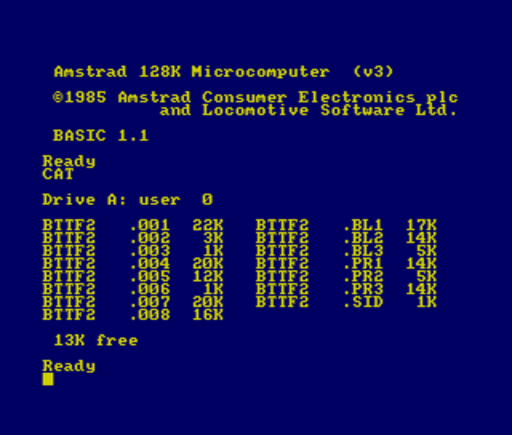 Amstrad 128K Microcomputer  (v3)
©1985 Amstrad Consumer Electronics plc
and Locomotive Software Ltd.
BASIC 1.1
Ready
CAT
Drive A: user  0
BTTF2   .001  22K   BTTF2   .BL1  17K
BTTF2   .002   3K   BTTF2   .BL2  14K
BTTF2   .003   1K   BTTF2   .BL3   5K
BTTF2   .004  20K   BTTF2   .PR1  14K
BTTF2   .005  12K   BTTF2   .PR2   5K
BTTF2   .006   1K   BTTF2   .PR3  14K
BTTF2   .007  20K   BTTF2   .SID   1K
BTTF2   .008  16K
13K free
Ready